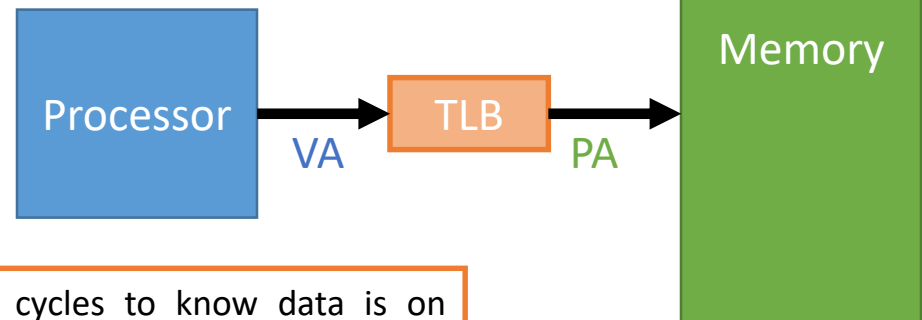 Memory
Processor
TLB
VA
PA
cycles to know data is on